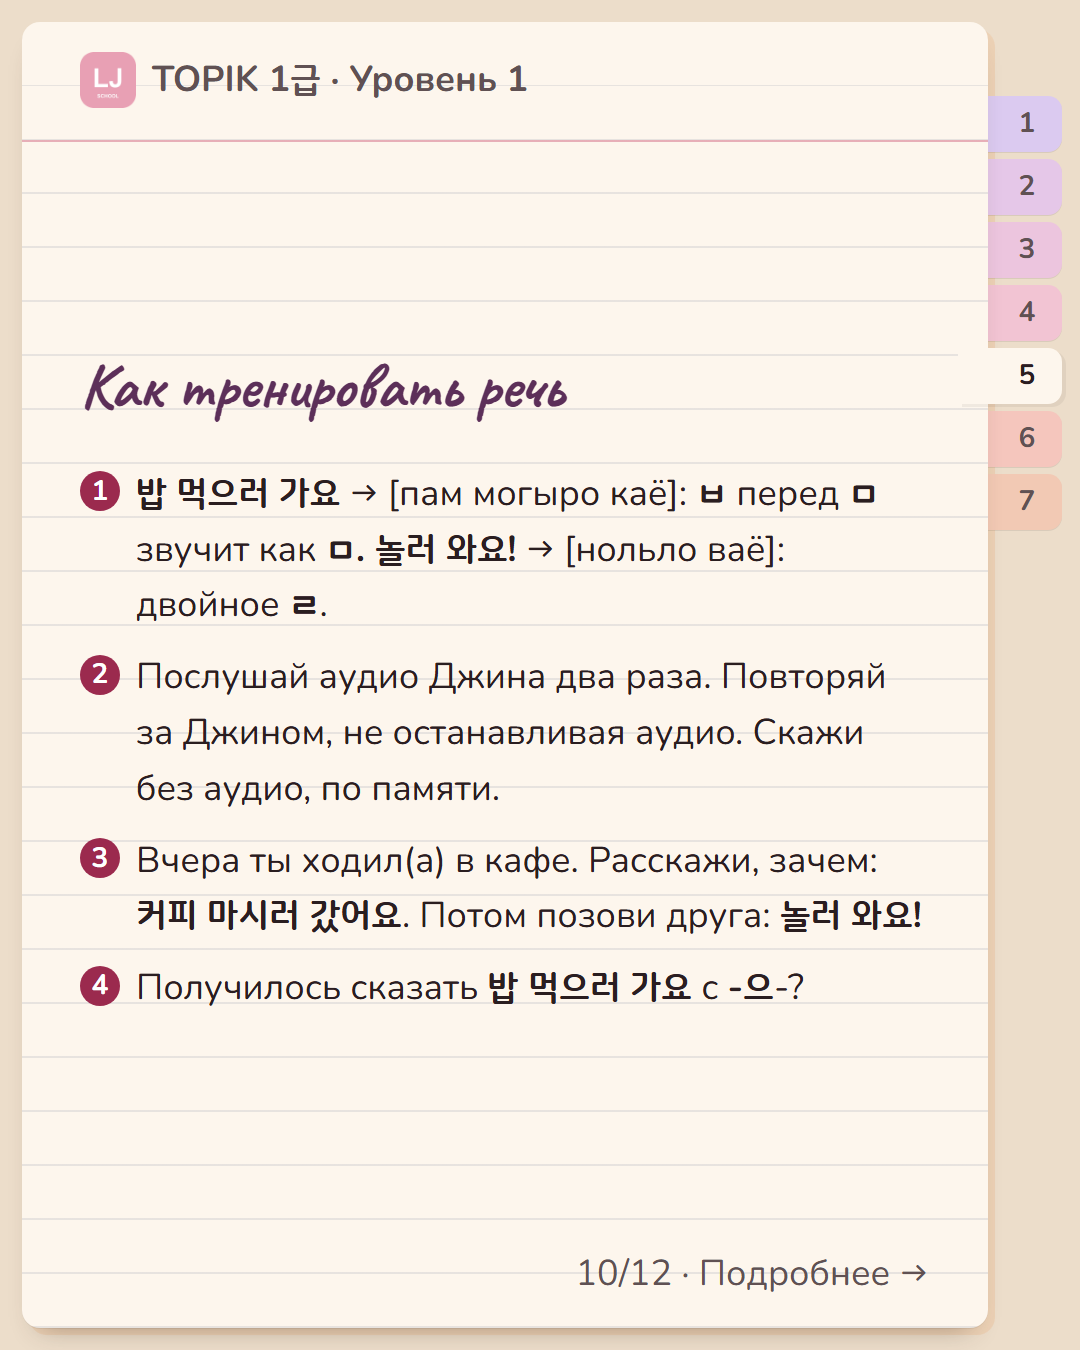 LJ
SCHOOL
TOPIK 1급 · Уровень 1
1
2
3
4
5
6
7
Как тренировать речь
1 밥 먹으러 가요 → [пам могыро каё]: ㅂ перед ㅁ
звучит как ㅁ. 놀러 와요! → [нольло ваё]:
двойное ㄹ.
2 Послушай аудио Джина два раза. Повторяй
за Джином, не останавливая аудио. Скажи
без аудио, по памяти.
3 Вчера ты ходил(а) в кафе. Расскажи, зачем:
커피 마시러 갔어요. Потом позови друга: 놀러 와요!
4 Получилось сказать 밥 먹으러 가요 с -으-?
10/12 · Подробнее →